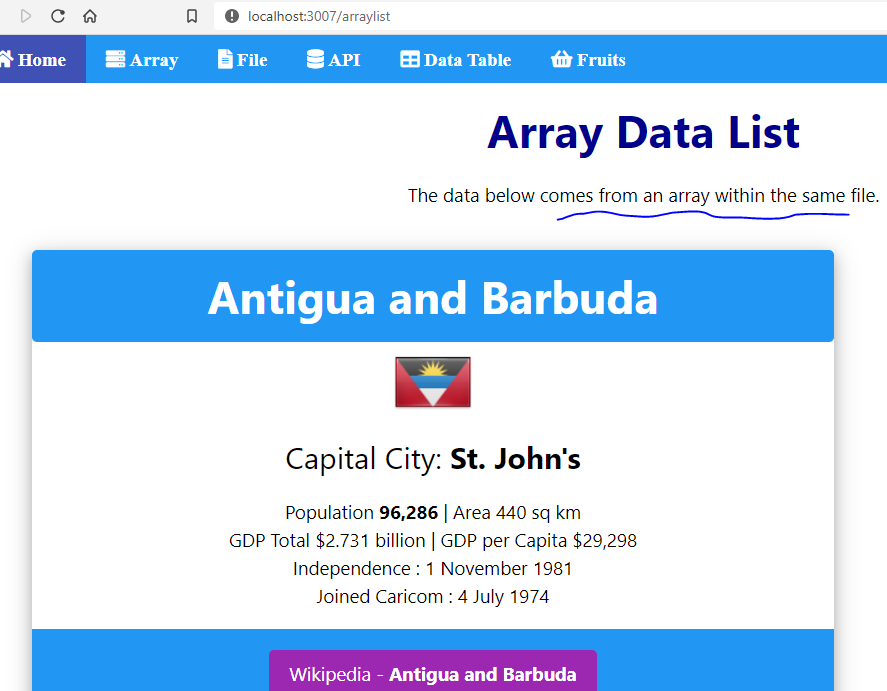 localhost:3007/arraylist
Home Array File API Data Table Fruits
Array Data List
The data below comes from an array within the same file.
Antigua and Barbuda
Capital City: St. John's
Population 96,286 | Area 440 sq km
GDP Total $2.731 billion | GDP per Capita $29,298
Independence : 1 November 1981
Joined Caricom : 4 July 1974
Wikipedia - Antigua and Barbuda